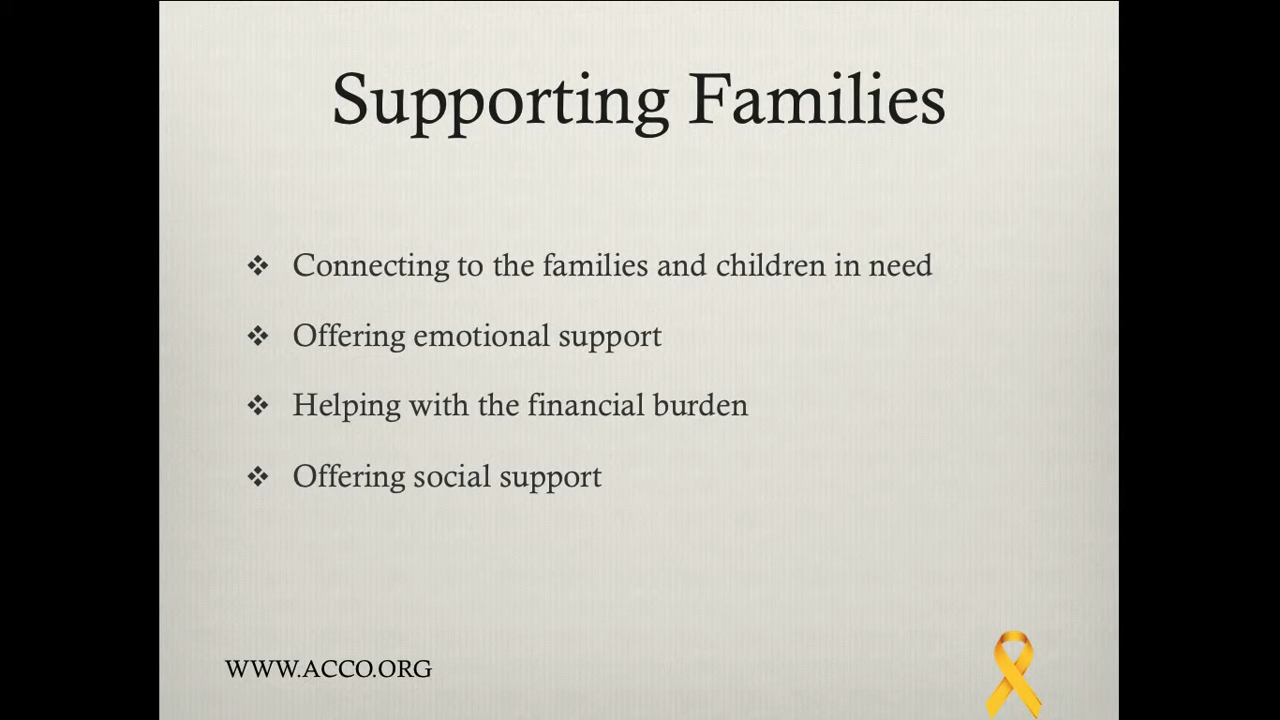 Supporting Families
❖ Connecting to the families and children in need
❖ Offering emotional support
❖ Helping with the financial burden
❖ Offering social support
WWW.ACCO.ORG